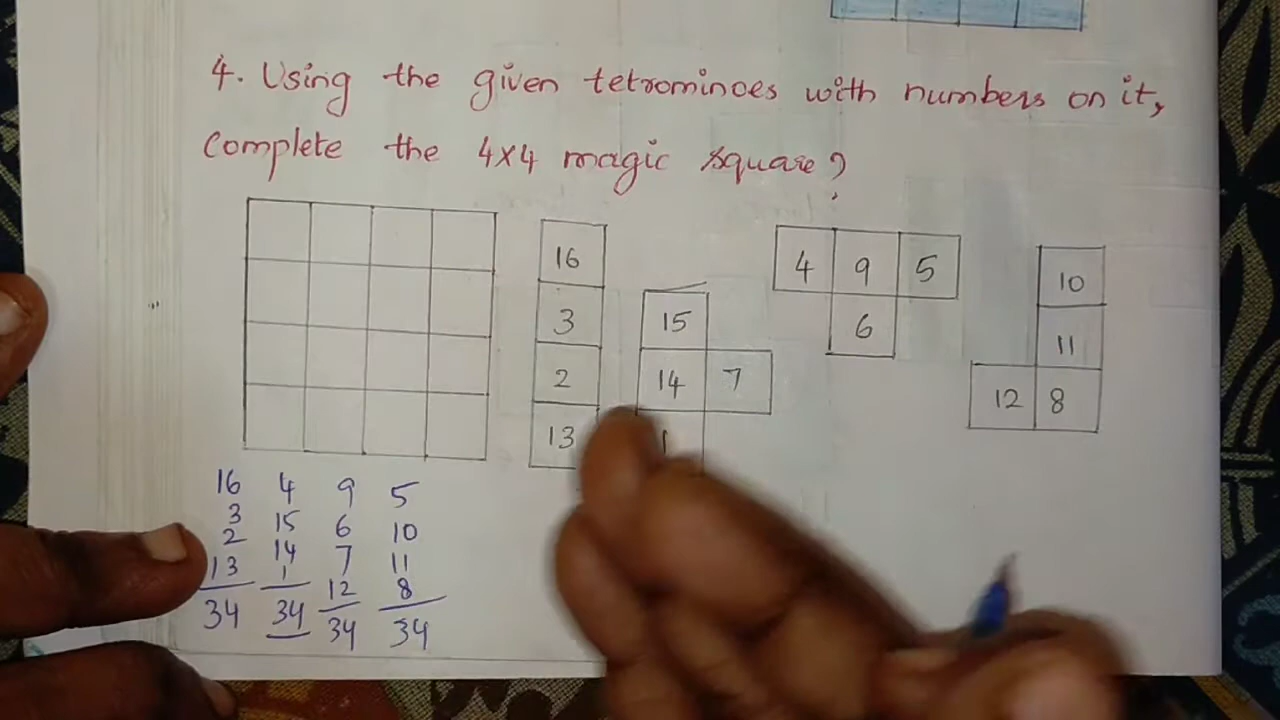 4. Using the given tetrominoes with numbers on it,
complete the 4x4 magic square?
16
3
2
13
15
14 7
1
4 9 5
6
10
11
12 8
16 4 9 5
3 15 6 10
2 14 7 11
13 1 12 8
34 34 34 34